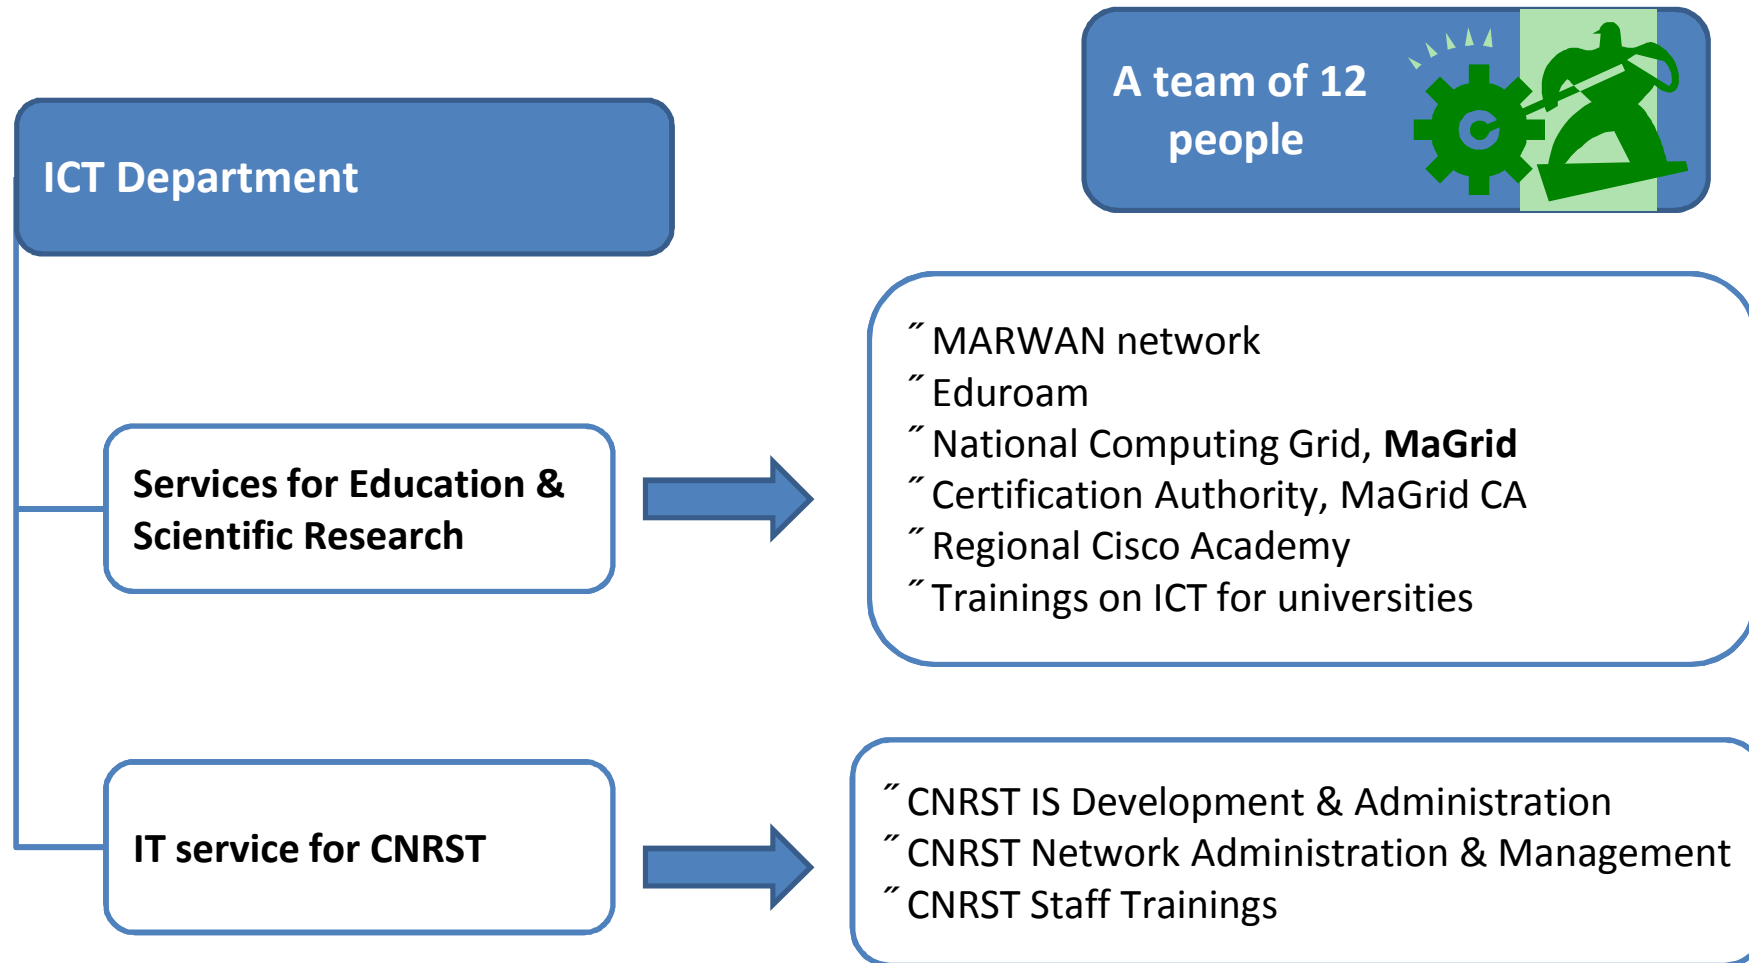 A team of 12
people
ICT Department
Services for Education &
Scientific Research
˝ MARWAN network
˝ Eduroam
˝ National Computing Grid, MaGrid
˝ Certification Authority, MaGrid CA
˝ Regional Cisco Academy
˝ Trainings on ICT for universities
IT service for CNRST
˝ CNRST IS Development & Administration
˝ CNRST Network Administration & Management
˝ CNRST Staff Trainings